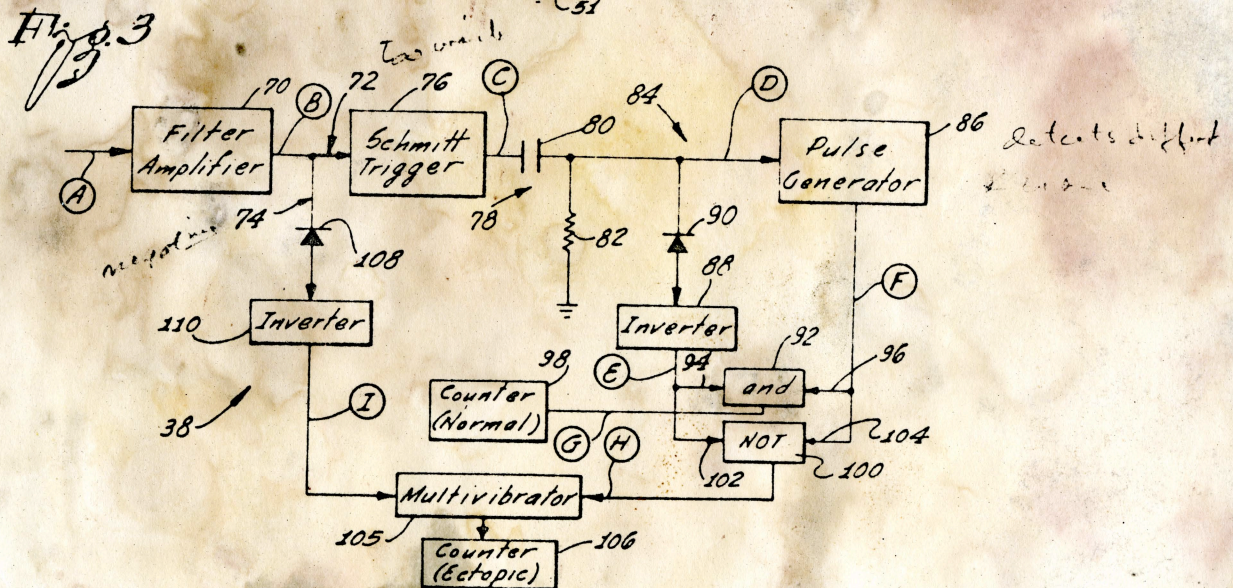 51
Fig. 3
70
B
72
76
C
80
84
D
86
Filter
Amplifier
Schmitt
Trigger
Pulse
Generator
A
74
108
78
82
90
88
F
110
Inverter
Inverter
92
E
94
96
98
and
Counter
(Normal)
38
I
G
H
NOT
104
102
100
Multivibrator
105
Counter
(Ectopic)
106
detects